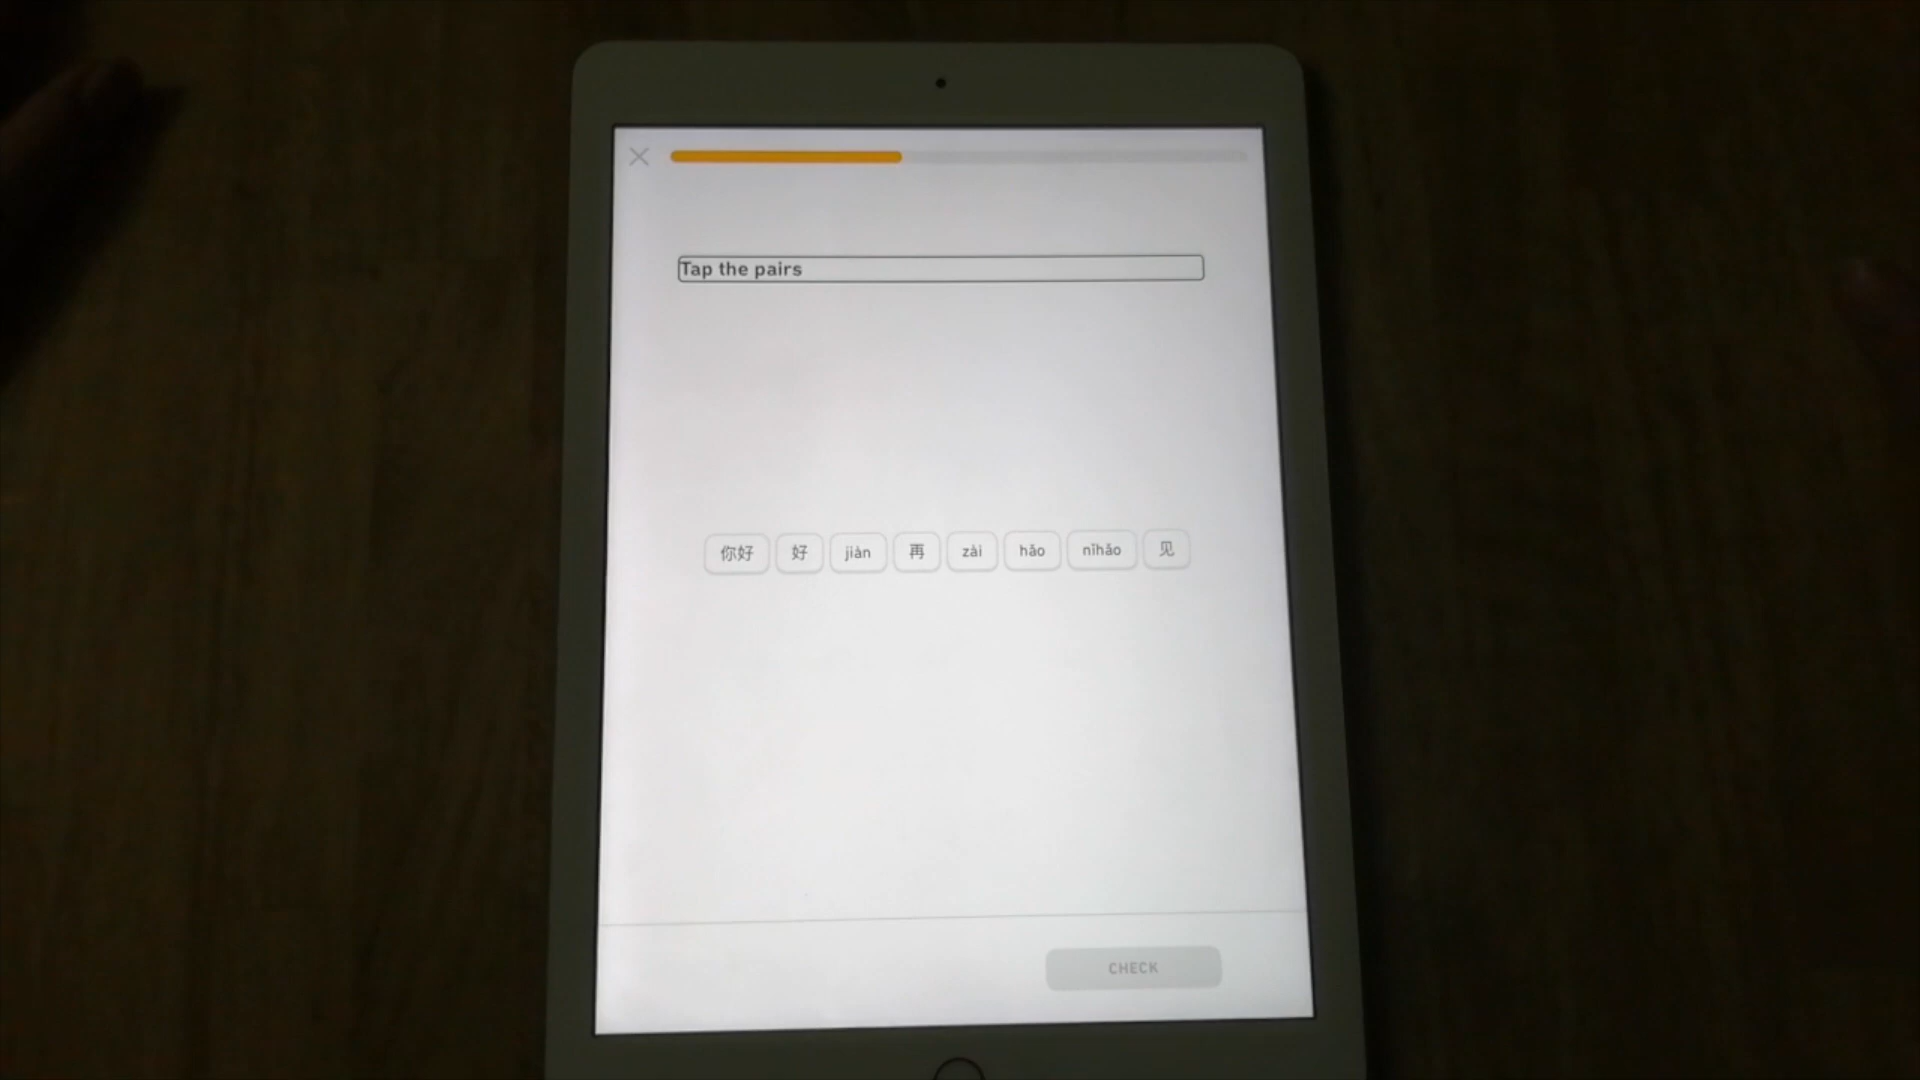 Tap the pairs
你好 好 jiàn 再 zài hǎo nǐhǎo 见
CHECK